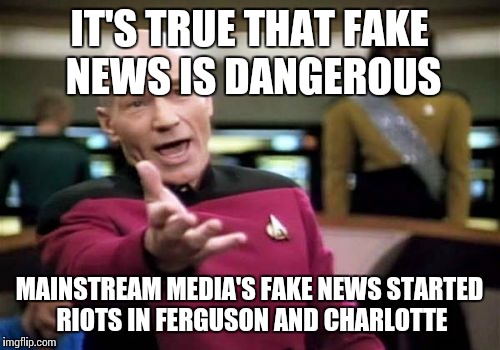 IT'S TRUE THAT FAKE
NEWS IS DANGEROUS
MAINSTREAM MEDIA'S FAKE NEWS STARTED
RIOTS IN FERGUSON AND CHARLOTTE
imgflip.com